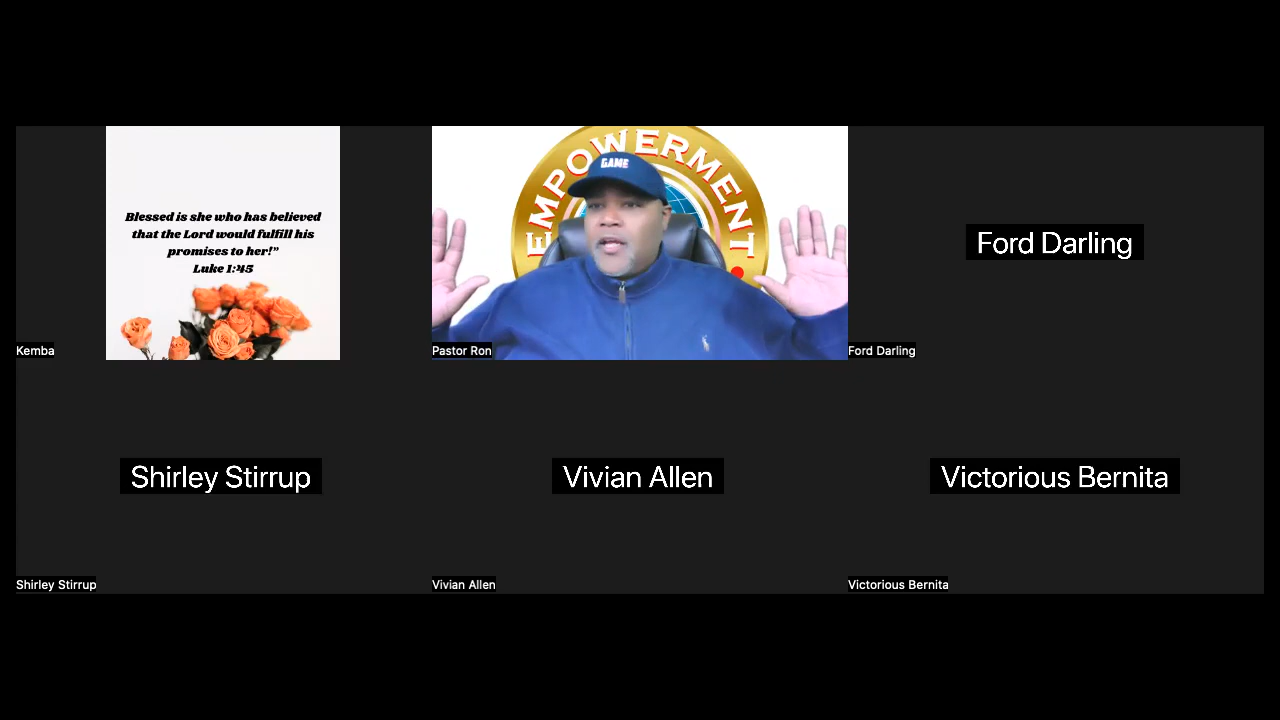 Blessed is she who has believed
that the Lord would fulfill his
promises to her!”
Luke 1:45
Kemba
EMPOWERMENT
GAME
Pastor Ron
Ford Darling
Ford Darling
Shirley Stirrup
Shirley Stirrup
Vivian Allen
Vivian Allen
Victorious Bernita
Victorious Bernita